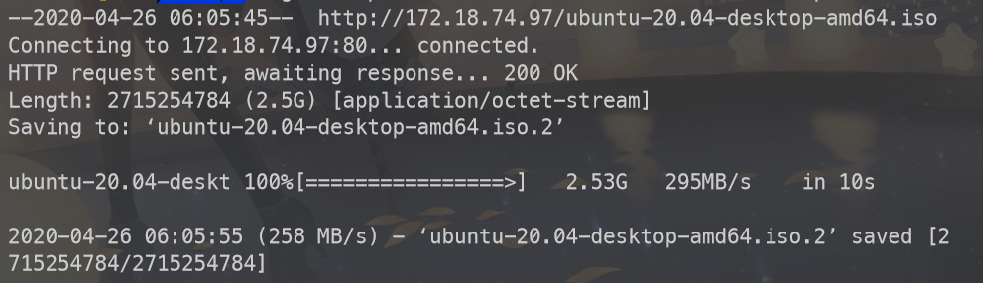 --2020-04-26 06:05:45--  http://172.18.74.97/ubuntu-20.04-desktop-amd64.iso
Connecting to 172.18.74.97:80... connected.
HTTP request sent, awaiting response... 200 OK
Length: 2715254784 (2.5G) [application/octet-stream]
Saving to: ‘ubuntu-20.04-desktop-amd64.iso.2’
ubuntu-20.04-deskt 100%[================>]   2.53G   295MB/s    in 10s
2020-04-26 06:05:55 (258 MB/s) - ‘ubuntu-20.04-desktop-amd64.iso.2’ saved [2
715254784/2715254784]